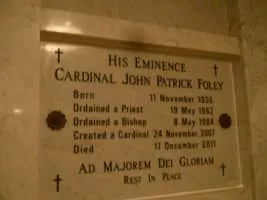 His Eminence
Cardinal John Patrick Foley
Born 11 November 1935
Ordained a Priest 19 May 1962
Ordained a Bishop 8 May 1984
Created a Cardinal 24 November 2007
Died 11 December 2011
Ad Majorem Dei Gloriam
Rest in Peace